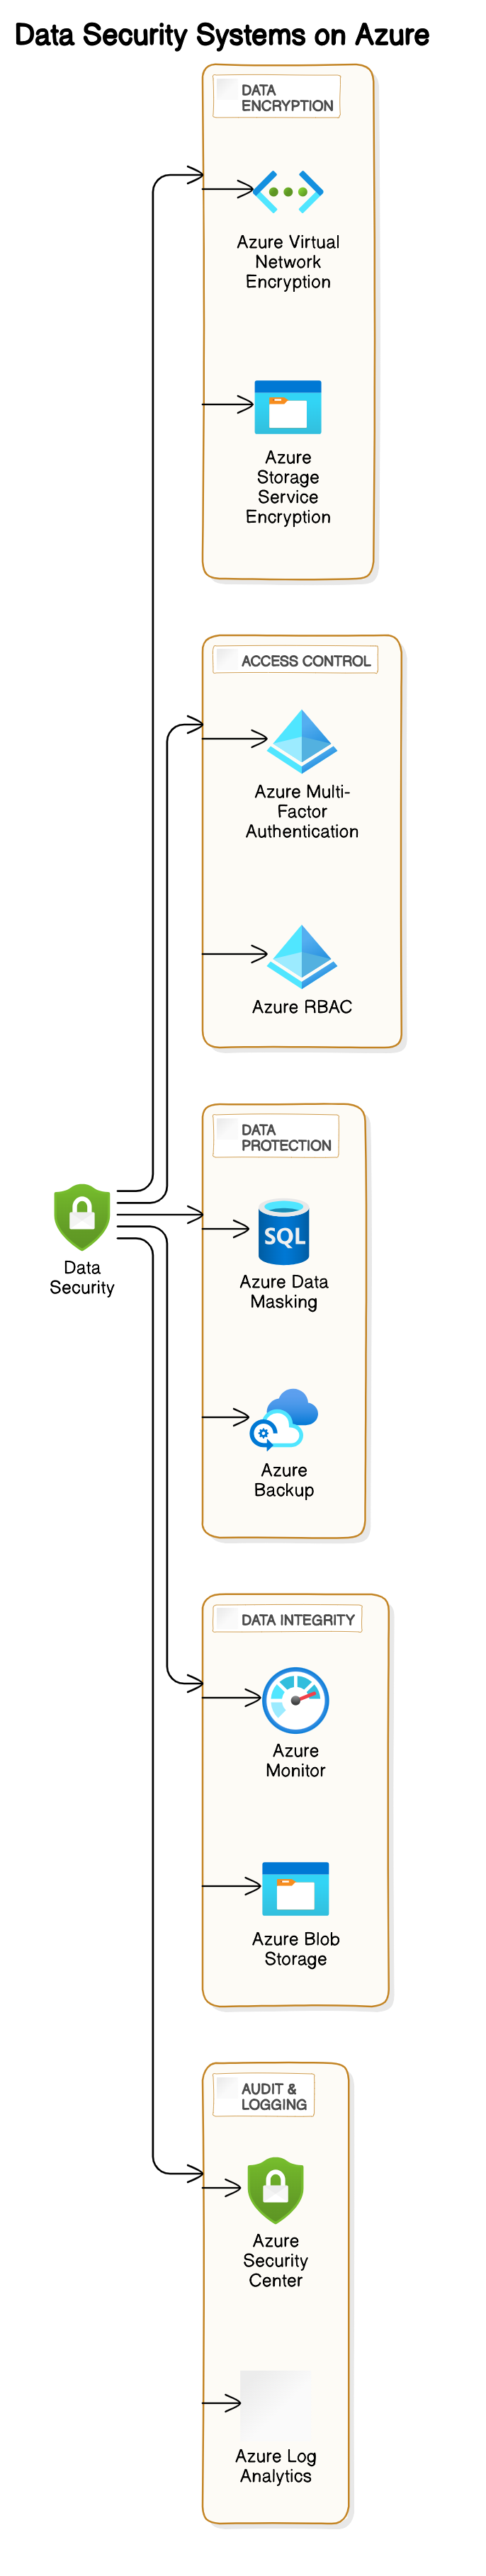 Data Security Systems on Azure
DATA
ENCRYPTION
Azure Virtual
Network
Encryption
Azure
Storage
Service
Encryption
ACCESS CONTROL
Azure Multi-
Factor
Authentication
Azure RBAC
DATA
PROTECTION
SQL
Data
Security
Azure Data
Masking
Azure
Backup
DATA INTEGRITY
Azure
Monitor
Azure Blob
Storage
AUDIT &
LOGGING
Azure
Security
Center
Azure Log
Analytics